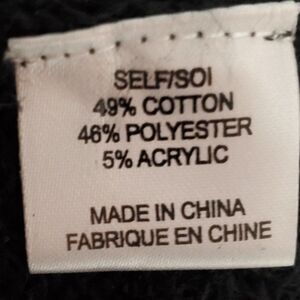 SELF/SOI
49% COTTON
46% POLYESTER
5% ACRYLIC
MADE IN CHINA
FABRIQUE EN CHINE